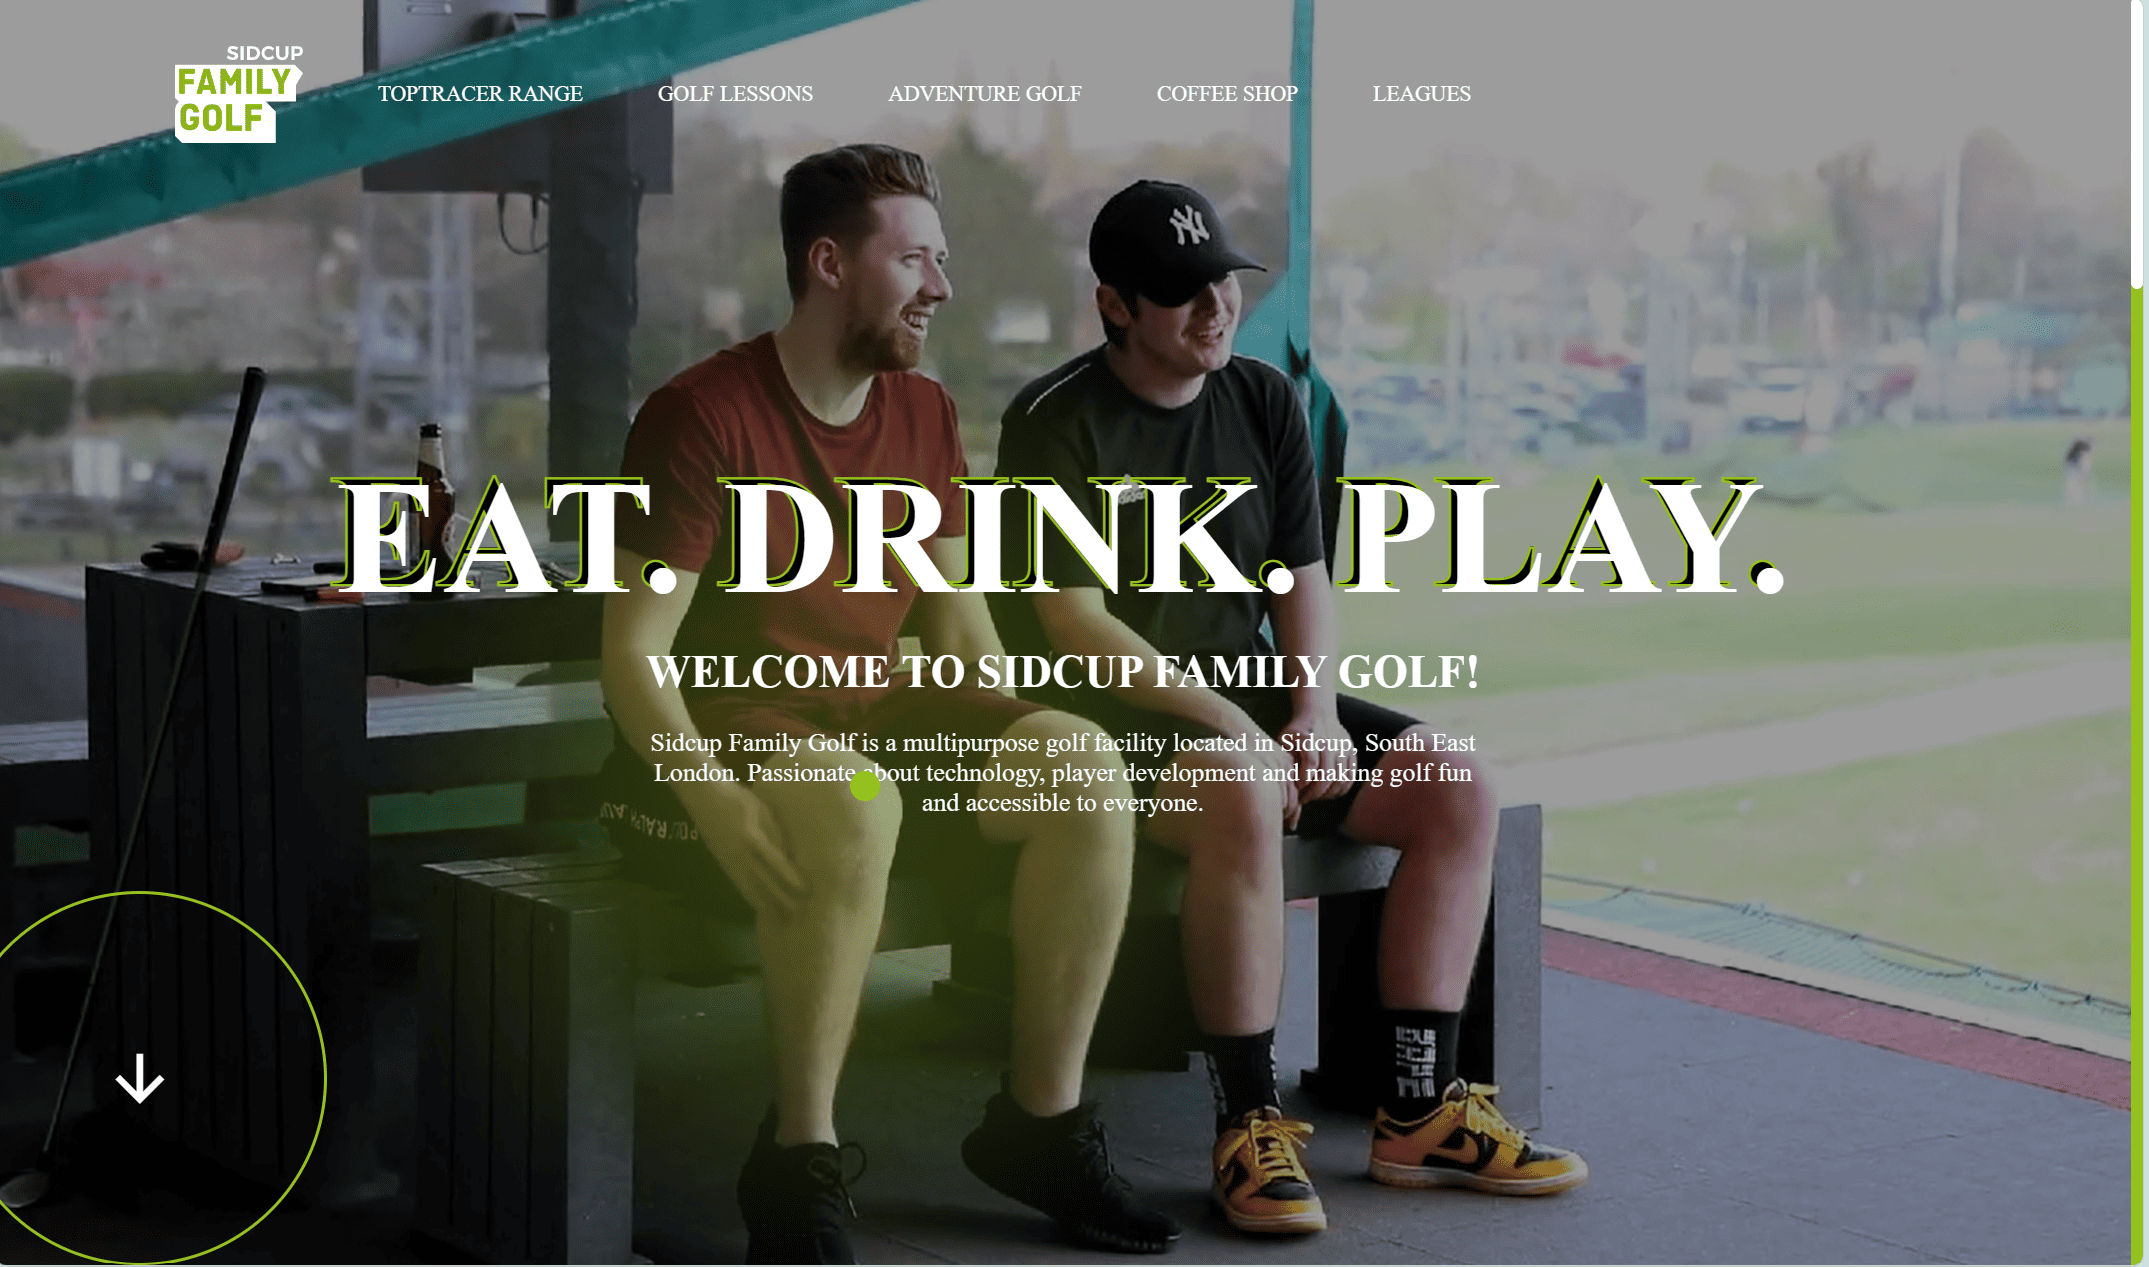 SIDCUP
FAMILY
GOLF
TOPTRACER RANGE
GOLF LESSONS
ADVENTURE GOLF
COFFEE SHOP
LEAGUES
NY
EAT. DRINK. PLAY.
WELCOME TO SIDCUP FAMILY GOLF!
Sidcup Family Golf is a multipurpose golf facility located in Sidcup, South East
London. Passionate about technology, player development and making golf fun
and accessible to everyone.